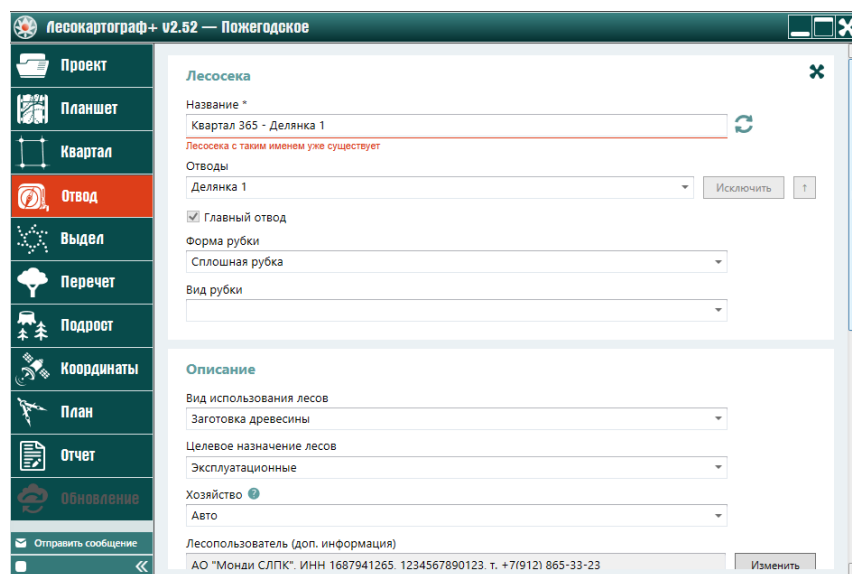 Лесокартограф+ v2.52 — Пожегодское
Проект
Планшет
Квартал
Отвод
Выдел
Перечет
Подрост
Координаты
План
Отчет
Обновление
Отправить сообщение
Лесосека
Название *
Квартал 365 - Делянка 1
Лесосека с таким именем уже существует
Отводы
Делянка 1
Исключить ↑
Главный отвод
Форма рубки
Сплошная рубка
Вид рубки
Описание
Вид использования лесов
Заготовка древесины
Целевое назначение лесов
Эксплуатационные
Хозяйство ?
Авто
Лесопользователь (доп. информация)
АО "Монди СЛПК", ИНН 1687941265, 1234567890123, т. +7(912) 865-33-23
Изменить